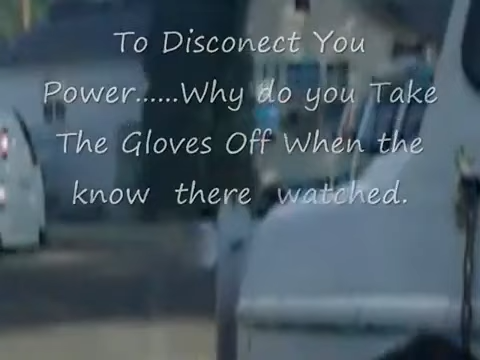 To Disconect You
Power......Why do you Take
The Gloves Off When the
know there watched.